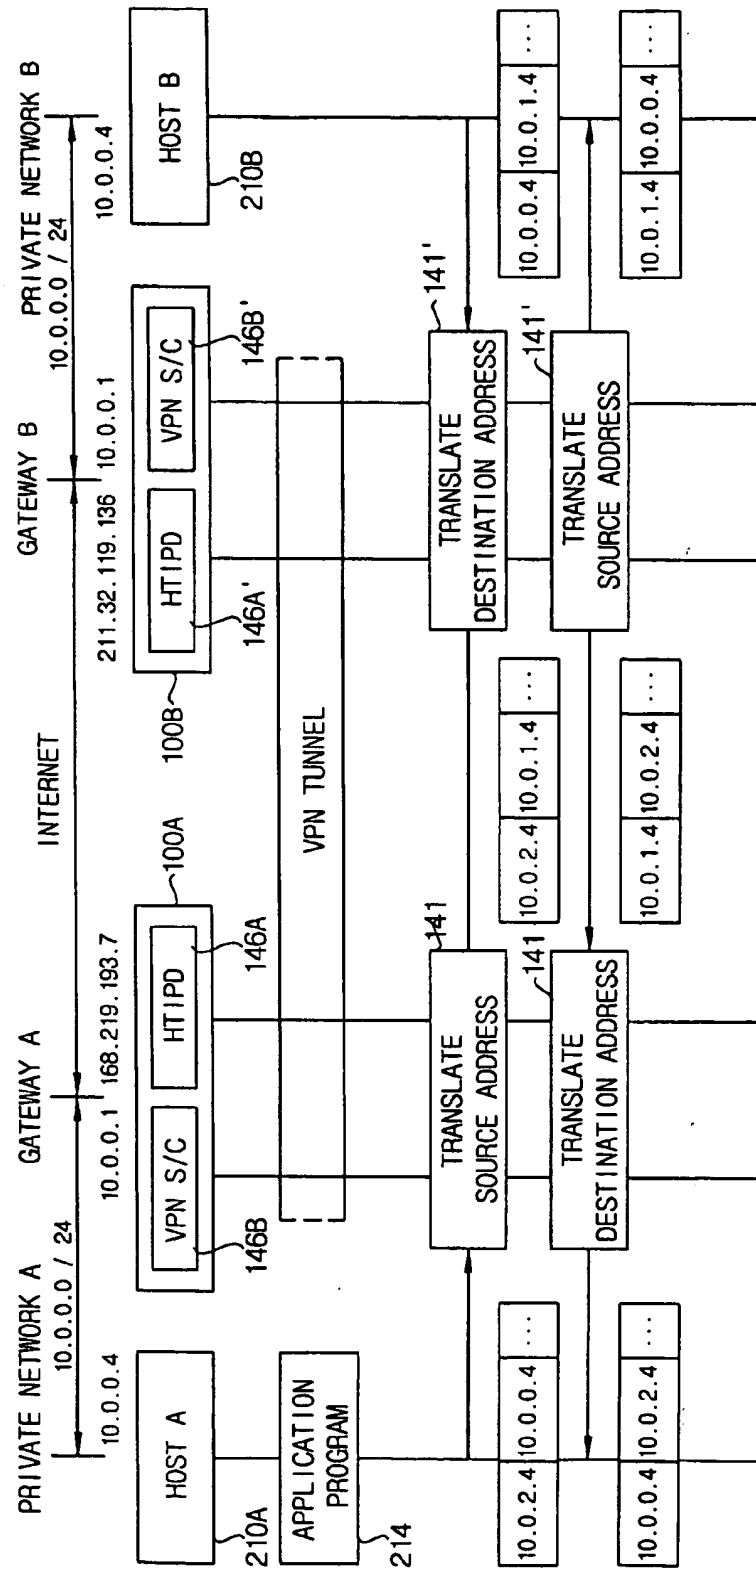 PRIVATE NETWORK A
GATEWAY A
INTERNET
GATEWAY B
PRIVATE NETWORK B
10.0.0.0 / 24
10.0.0.0 / 24
10.0.0.4
10.0.0.1
168.219.193.7
211.32.119.136
10.0.0.1
10.0.0.4
HOST A
210A
VPN S/C
146B
HTIPD
146A
100A
100B
HTIPD
146A'
VPN S/C
146B'
HOST B
210B
APPLICATION
PROGRAM
214
VPN TUNNEL
TRANSLATE
SOURCE ADDRESS
141
TRANSLATE
DESTINATION ADDRESS
141'
10.0.2.4 10.0.0.4 ...
10.0.2.4 10.0.1.4 ...
10.0.0.4 10.0.1.4 ...
TRANSLATE
DESTINATION ADDRESS
141
TRANSLATE
SOURCE ADDRESS
141'
10.0.0.4 10.0.2.4 ...
10.0.1.4 10.0.2.4 ...
10.0.1.4 10.0.0.4 ...